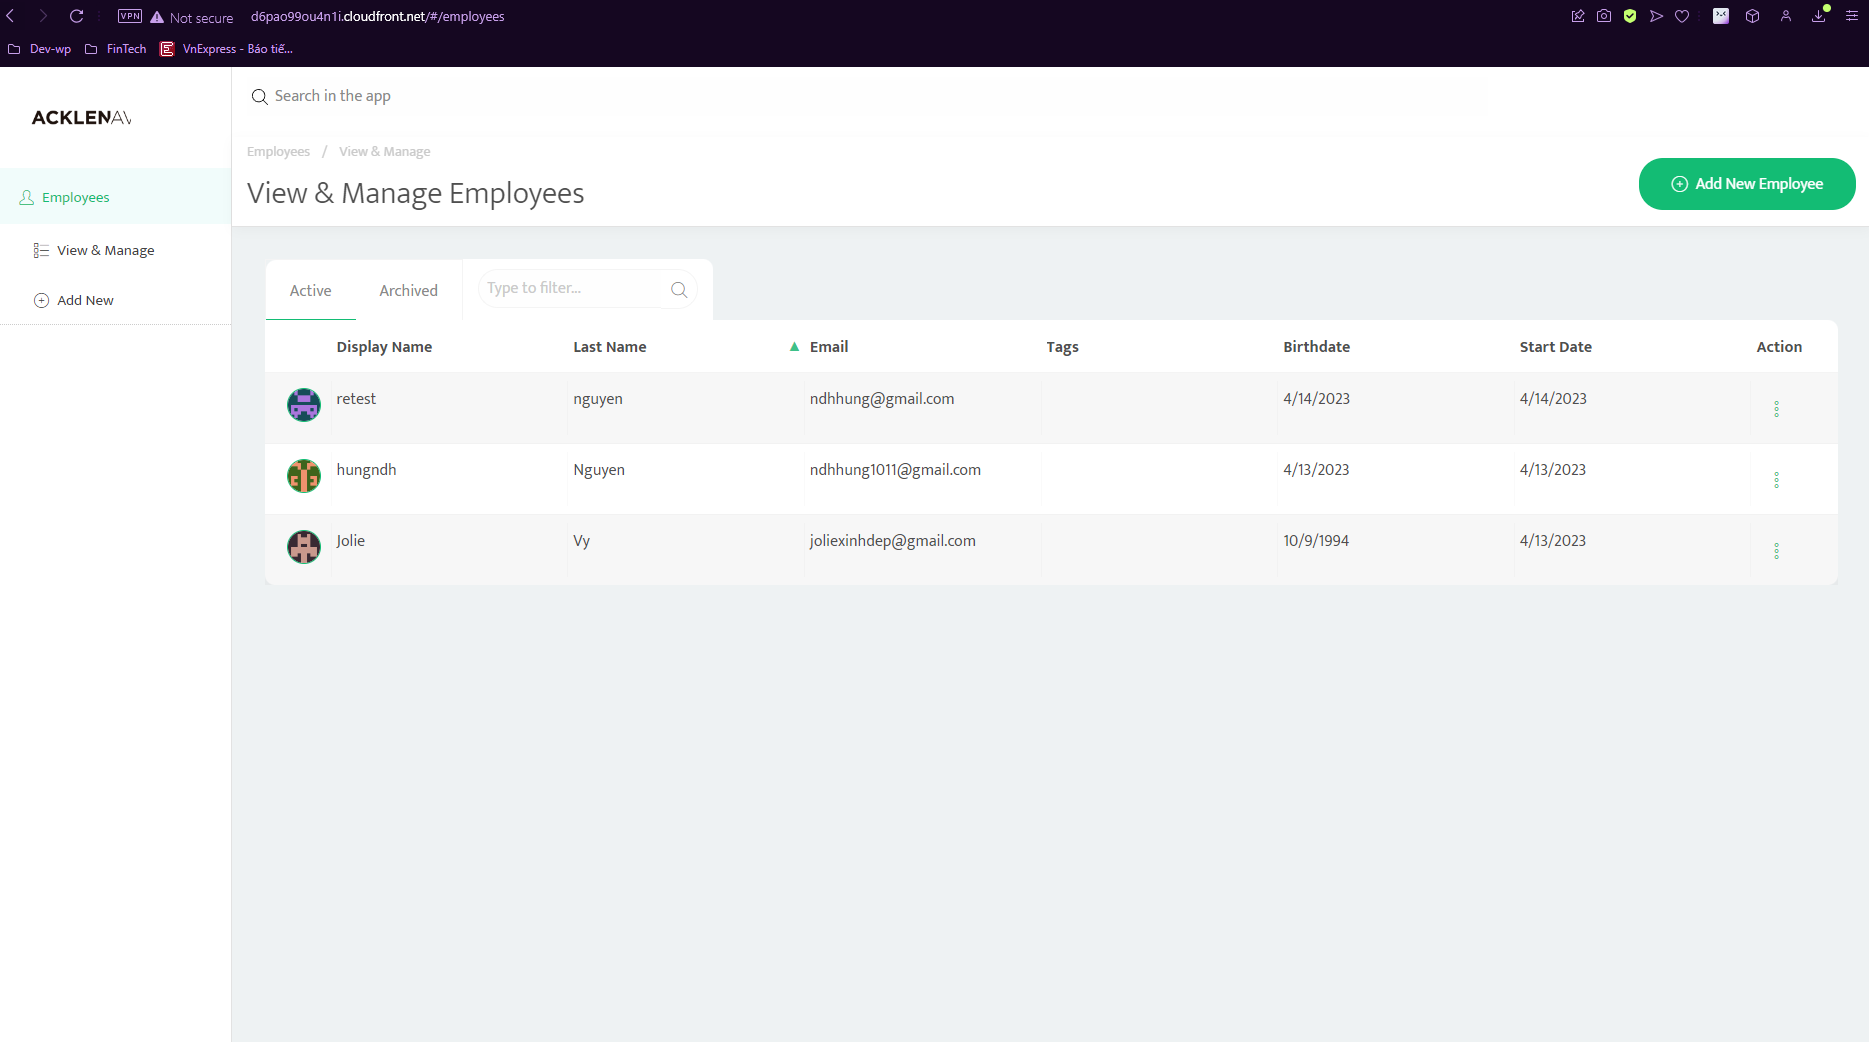 VPN Not secure d6pao99ou4n1i.cloudfront.net/#/employees
Dev-wp FinTech VnExpress - Báo tiế...
ACKLENAV
Search in the app
Employees / View & Manage
View & Manage Employees
Add New Employee
Employees
View & Manage
Add New
Active Archived Type to filter...
Display Name Last Name Email Tags Birthdate Start Date Action
retest nguyen ndhhung@gmail.com 4/14/2023 4/14/2023
hungndh Nguyen ndhhung1011@gmail.com 4/13/2023 4/13/2023
Jolie Vy joliexinhdep@gmail.com 10/9/1994 4/13/2023